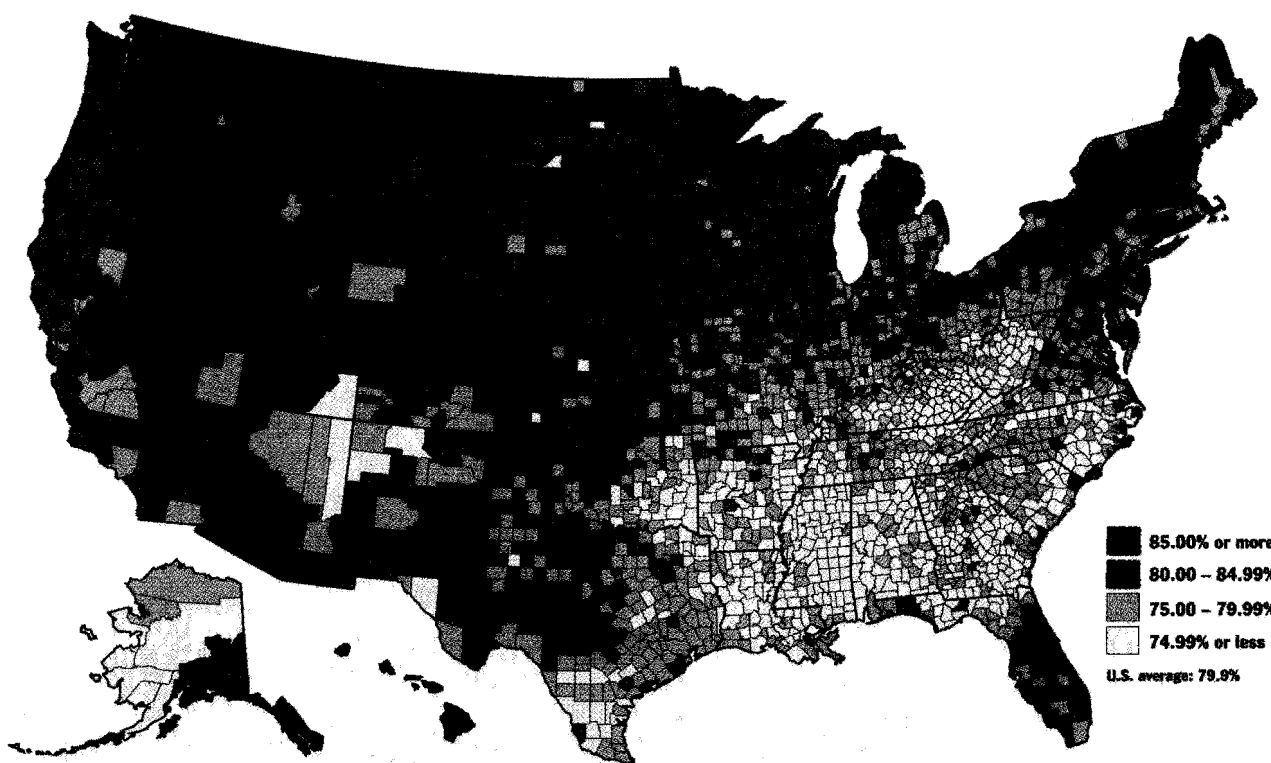 85.00% or more
80.00 – 84.99%
75.00 – 79.99%
74.99% or less
U.S. average: 79.9%